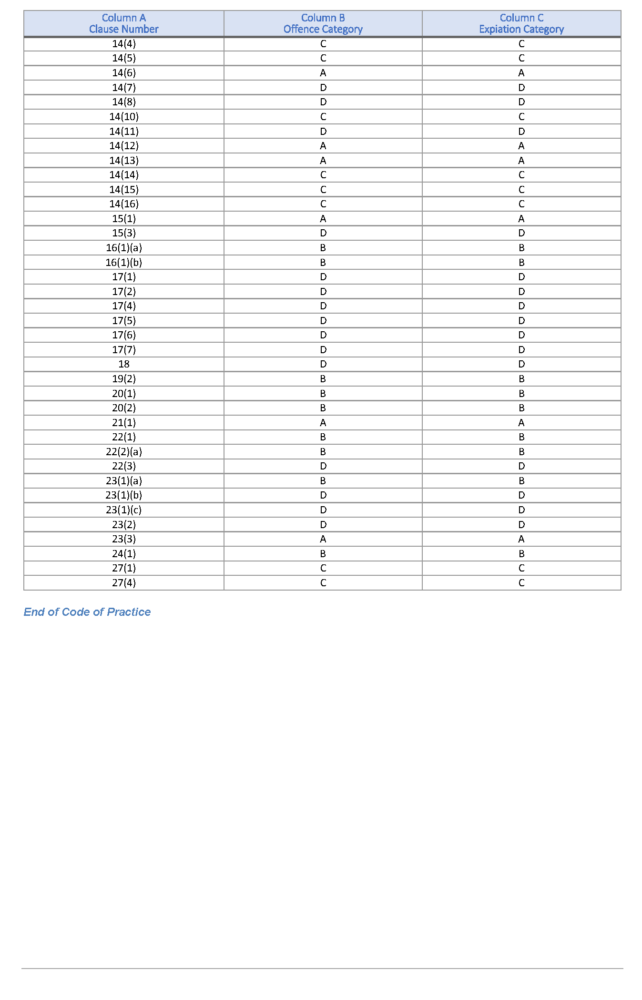 Column A Column B Column C
Clause Number Offence Category Expiation Category
14(4) C C
14(5) C C
14(6) A A
14(7) D D
14(8) D D
14(10) C C
14(11) D D
14(12) A A
14(13) A A
14(14) C C
14(15) C C
14(16) C C
15(1) A A
15(3) D D
16(1)(a) B B
16(1)(b) B B
17(1) D D
17(2) D D
17(4) D D
17(5) D D
17(6) D D
17(7) D D
18 D D
19(2) B B
20(1) B B
20(2) B B
21(1) A A
22(1) B B
22(2)(a) B B
22(3) D D
23(1)(a) B B
23(1)(b) D D
23(1)(c) D D
23(2) D D
23(3) A A
24(1) B B
27(1) C C
27(4) C C
End of Code of Practice